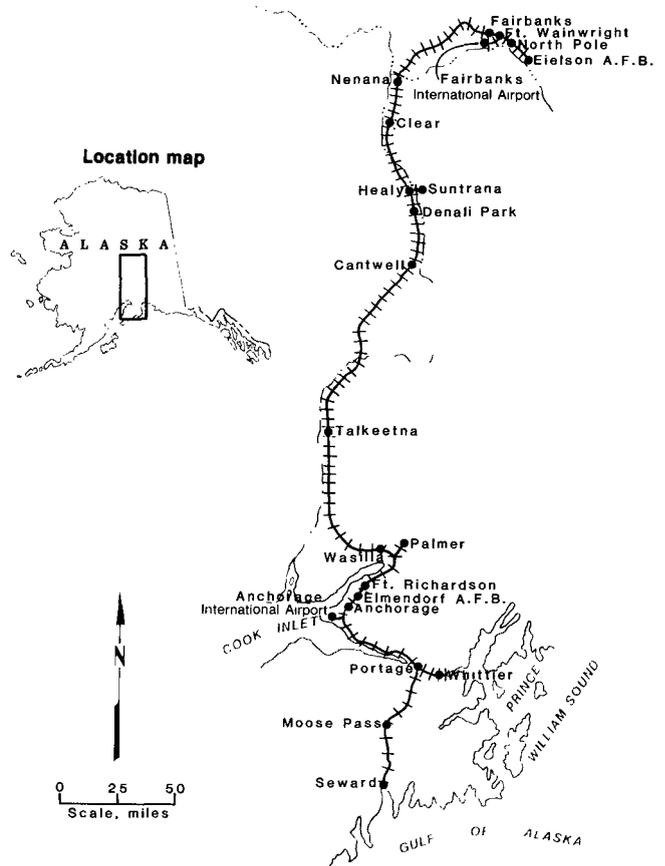 Fairbanks
Ft. Wainwright
North Pole
Eielson A.F.B.
Nenana
Fairbanks
International Airport
Clear
Location map
Healy
Suntrana
Denali Park
ALASKA
Cantwell
Talkeetna
Palmer
Wasilla
Ft. Richardson
Anchorage
International Airport
Elmendorf A.F.B.
Anchorage
COOK INLET
N
Portage
Whittier
PRINCE
WILLIAM SOUND
Moose Pass
Seward
0 25 50
Scale, miles
GULF OF ALASKA